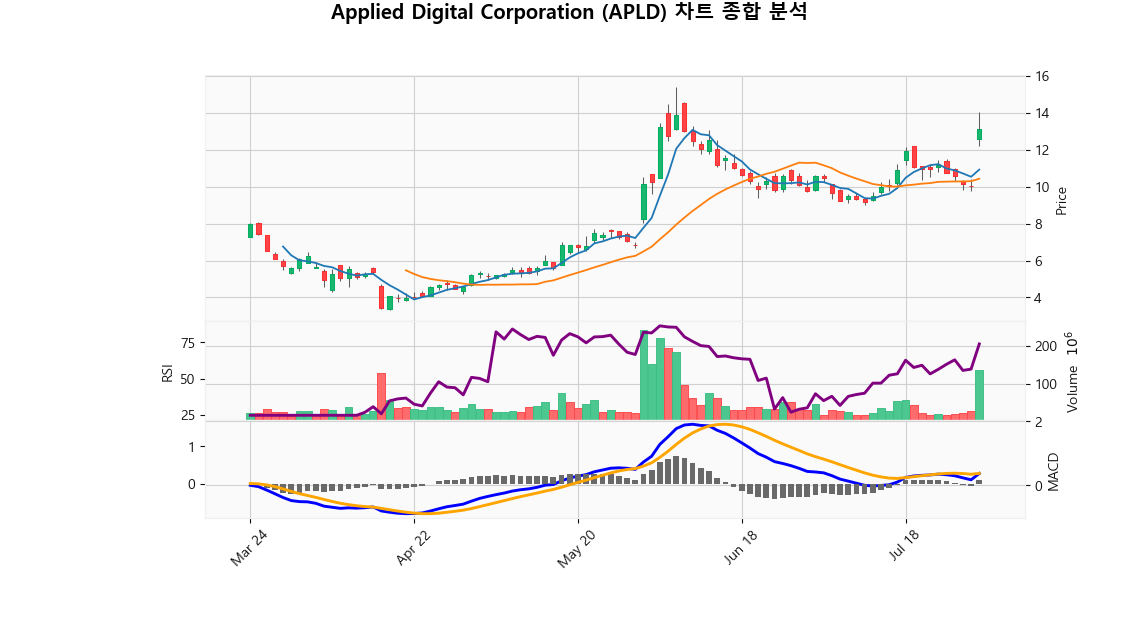 Applied Digital Corporation (APLD) 차트 종합 분석
16
14
12
10
8
6
4
Price
75
50
25
RSI
200
100
Volume 10^6
2
0
MACD
1
0
Mar 24
Apr 22
May 20
Jun 18
Jul 18